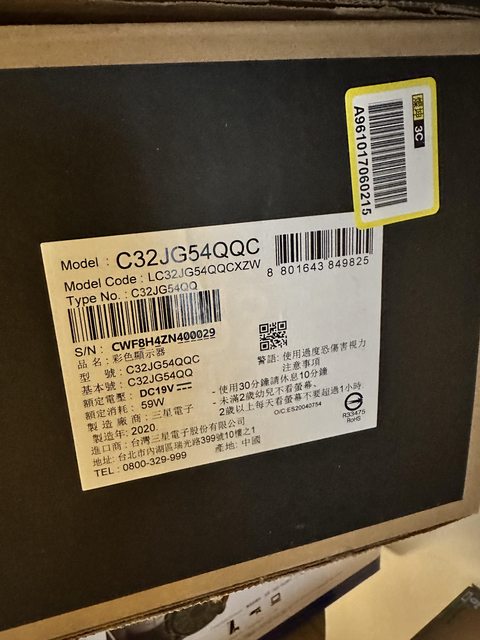 燦坤 3C
A961017060215
Model : C32JG54QQC
Model Code : LC32JG54QQCXZW
8 801643 849825
Type No. : C32JG54QQ
S/N : CWF8H4ZN400029
品 名 : 彩色顯示器
型 號 : C32JG54QQC
基本號 : C32JG54QQ
額定電壓 : DC19V
額定消耗 : 59W
製 造 廠 商 : 三星電子
製造年: 2020.
進口商 : 台灣三星電子股份有限公司
地址: 台北市內湖區瑞光路399號10樓之1
TEL : 0800-329-999
產地: 中國
警語: 使用過度恐傷害視力
注意事項
- 使用30分鐘請休息10分鐘
- 未滿2歲幼兒不看螢幕,
2歲以上每天看螢幕不要超過1小時
O/C:ES20040754
R33475
RoHS